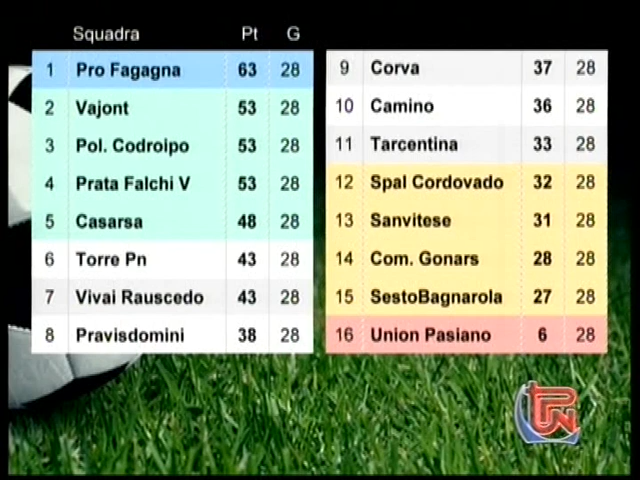 Squadra Pt G
1 Pro Fagagna 63 28
2 Vajont 53 28
3 Pol. Codroipo 53 28
4 Prata Falchi V 53 28
5 Casarsa 48 28
6 Torre Pn 43 28
7 Vivai Rauscedo 43 28
8 Pravisdomini 38 28
9 Corva 37 28
10 Camino 36 28
11 Tarcentina 33 28
12 Spal Cordovado 32 28
13 Sanvitese 31 28
14 Com. Gonars 28 28
15 SestoBagnarola 27 28
16 Union Pasiano 6 28
TPN